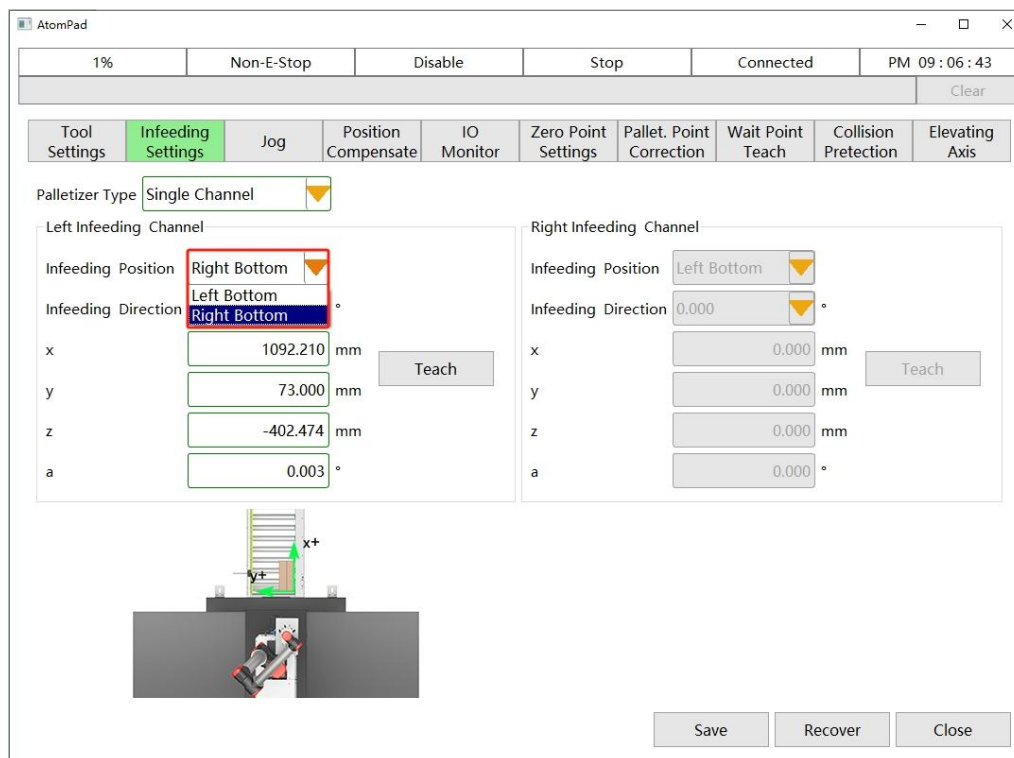 AtomPad
1% Non-E-Stop Disable Stop Connected PM 09 : 06 : 43
Clear
Tool Settings Infeeding Settings Jog Position Compensate IO Monitor Zero Point Settings Pallet. Point Correction Wait Point Teach Collision Pretection Elevating Axis
Palletizer Type Single Channel
Left Infeeding Channel
Infeeding Position Right Bottom
Left Bottom
Infeeding Direction Right Bottom °
x 1092.210 mm
Teach
y 73.000 mm
z -402.474 mm
a 0.003 °
Right Infeeding Channel
Infeeding Position Left Bottom
Infeeding Direction 0.000 °
x 0.000 mm
Teach
y 0.000 mm
z 0.000 mm
a 0.000 °
x+
y+
Save Recover Close